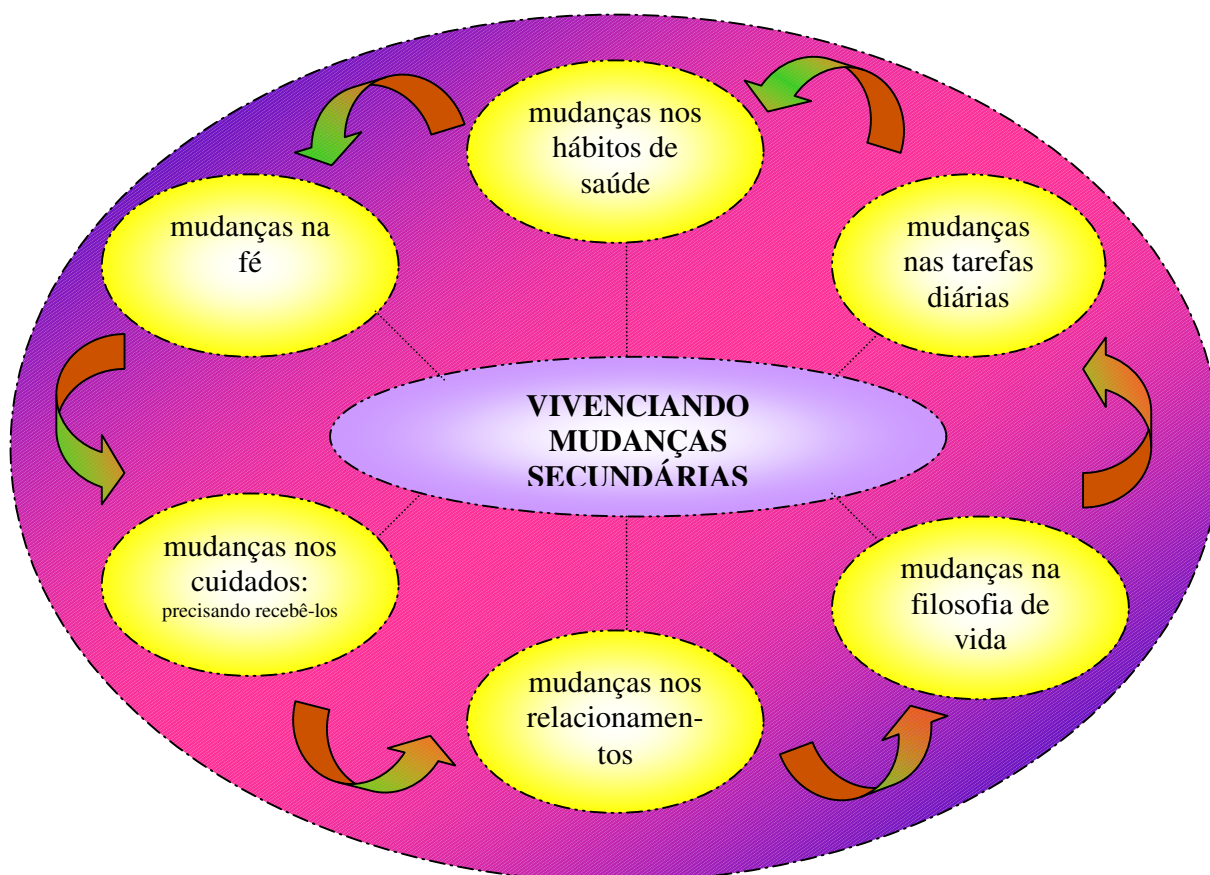 mudanças nos
hábitos de
saúde
mudanças na
fé
mudanças
nas tarefas
diárias
VIVENCIANDO
MUDANÇAS
SECUNDÁRIAS
mudanças nos
cuidados:
precisando recebê-los
mudanças na
filosofia de
vida
mudanças nos
relacionamen-
tos